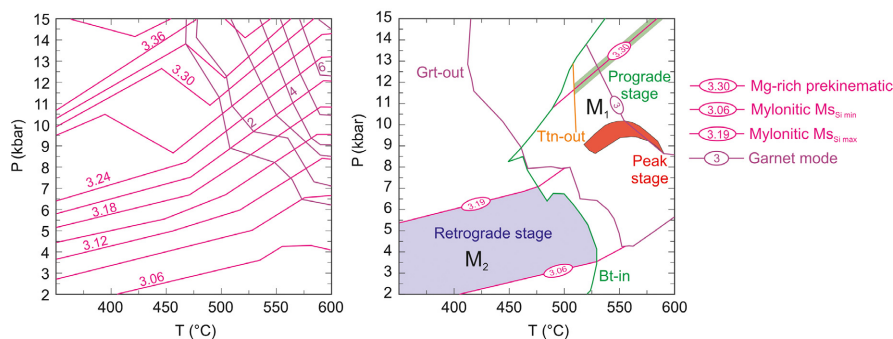 15
14
13
12
11
10
9
8
7
6
5
4
3
2
P (kbar)
3.36
3.30
3.24
3.18
3.12
3.06
2
4
6
400
450
500
550
600
T (°C)
15
14
13
12
11
10
9
8
7
6
5
4
3
2
P (kbar)
Grt-out
3.30
Prograde
stage
M1
3
Ttn-out
Peak
stage
3.19
Retrograde stage
M2
3.06
Bt-in
400
450
500
550
600
T (°C)
3.30 Mg-rich prekinematic
3.06 Mylonitic MsSi min
3.19 Mylonitic MsSi max
3 Garnet mode